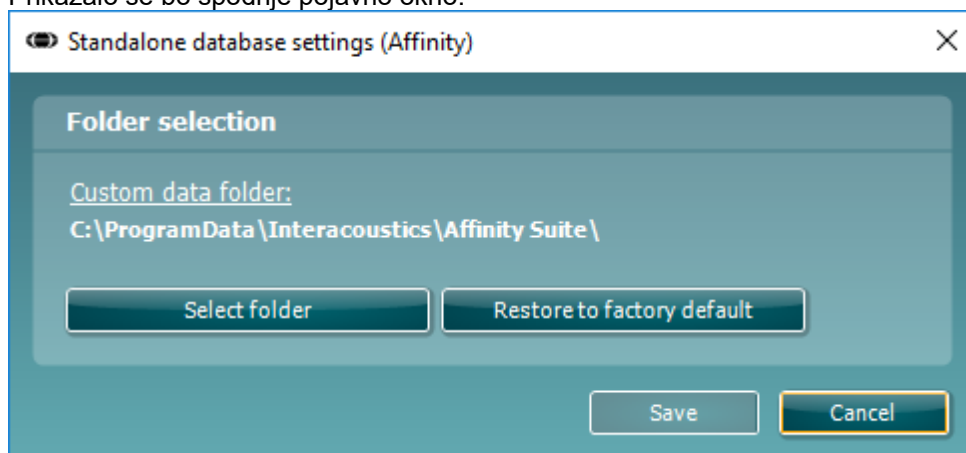 Prikazalo se bo spodnje pojavno okno:
Standalone database settings (Affinity)
Folder selection
Custom data folder:
C:\ProgramData\Interacoustics\Affinity Suite\
Select folder
Restore to factory default
Save
Cancel